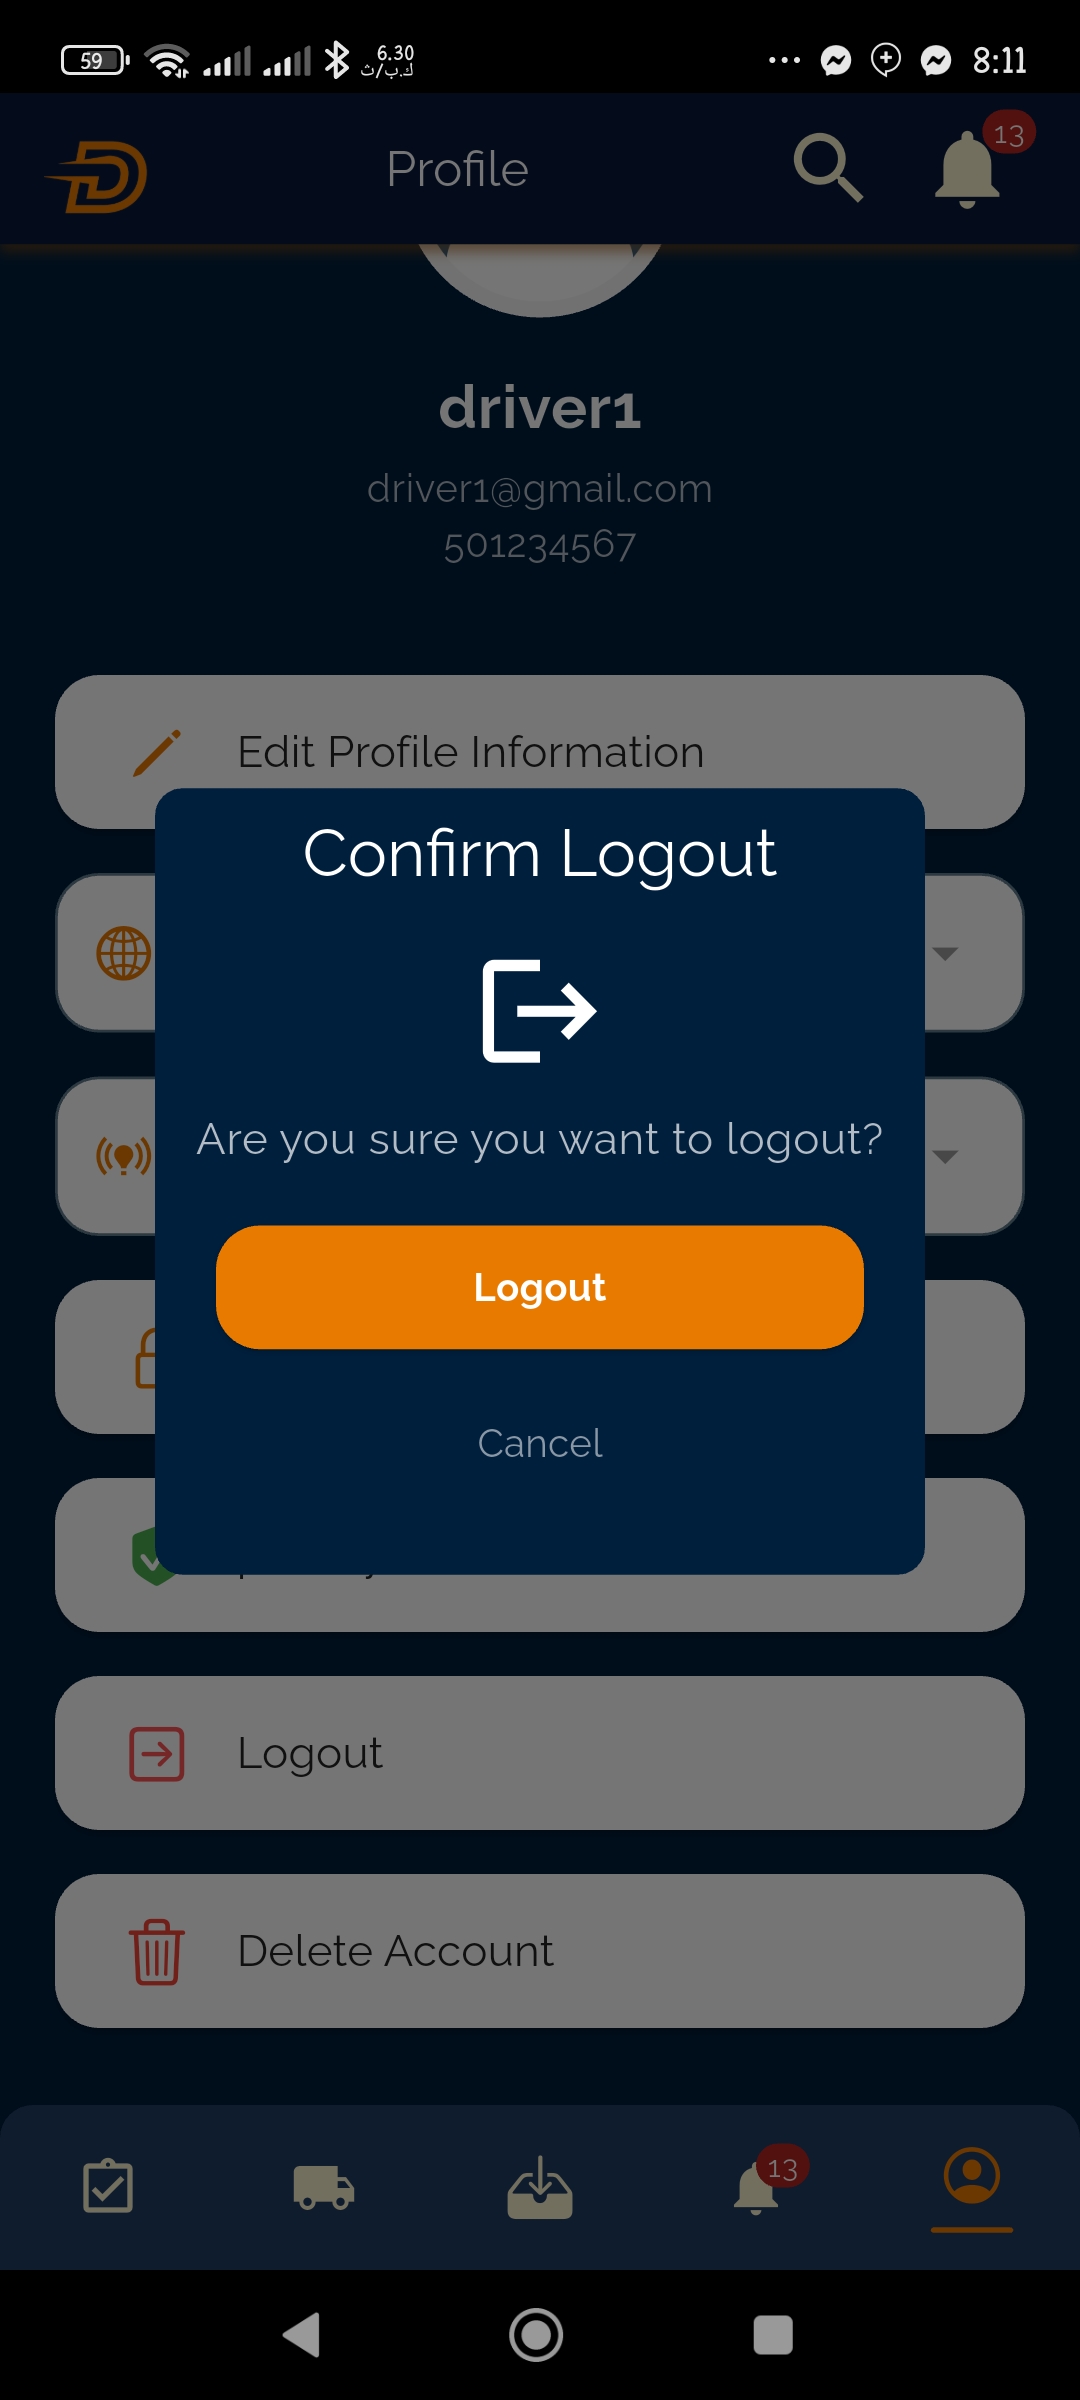 59
6.30
ك.ب/ث
8:11
Profile
13
driver1
driver1@gmail.com
501234567
Edit Profile Information
Confirm Logout
Are you sure you want to logout?
Logout
Cancel
Logout
Delete Account
13